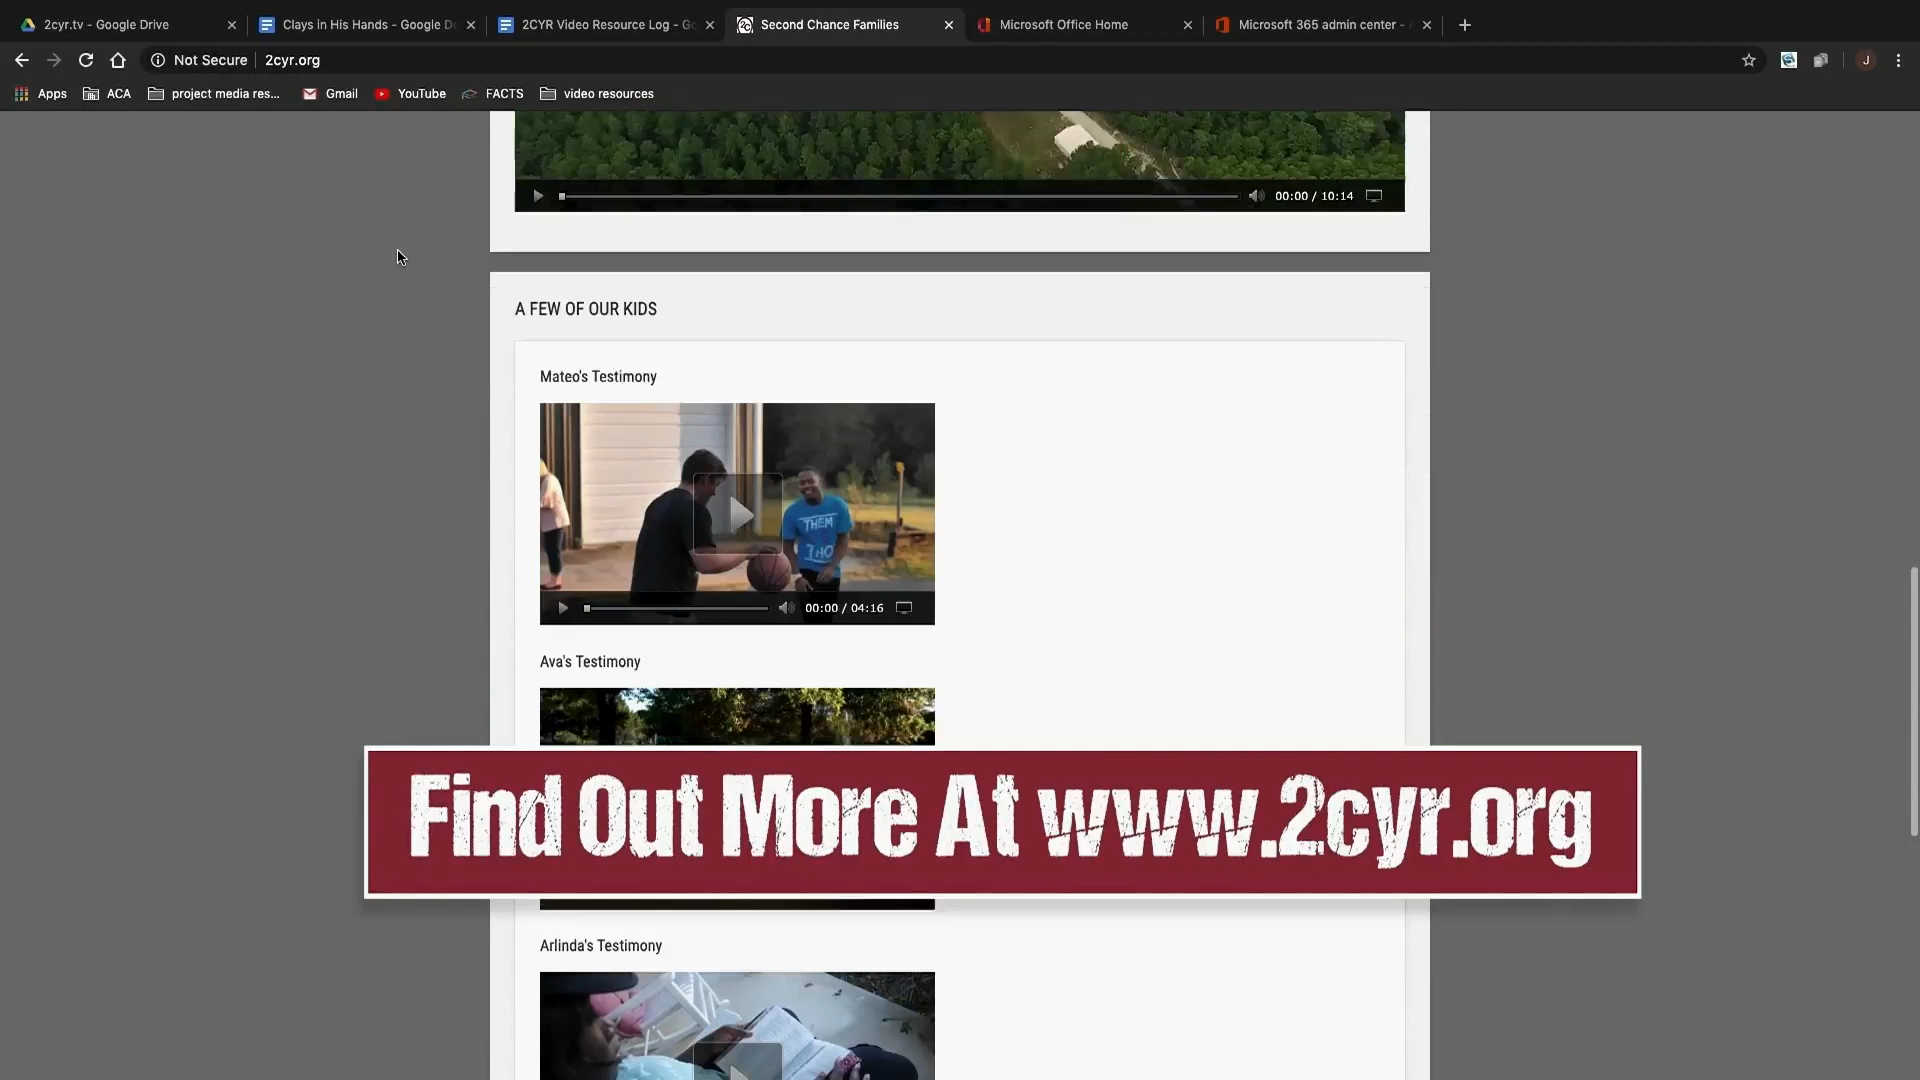 2cyr.tv - Google Drive
Clays in His Hands - Google D
2CYR Video Resource Log - Go
Second Chance Families
Microsoft Office Home
Microsoft 365 admin center -
Not Secure
2cyr.org
J
Apps
ACA
project media res...
Gmail
YouTube
FACTS
video resources
00:00 / 10:14
A FEW OF OUR KIDS
Mateo's Testimony
THEM
THO
00:00 / 04:16
Ava's Testimony
Find Out More At www.2cyr.org
Arlinda's Testimony